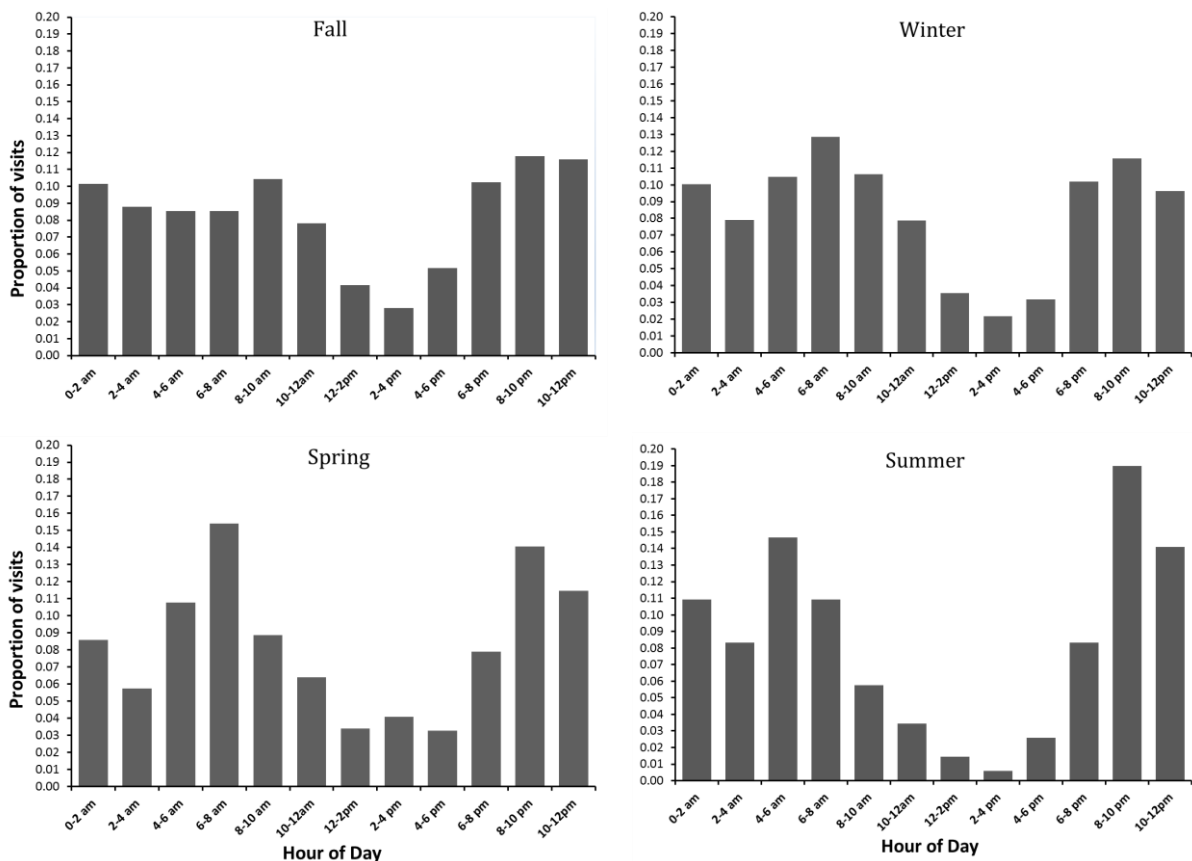 Fall
Proportion of visits
0.20
0.19
0.18
0.17
0.16
0.15
0.14
0.13
0.12
0.11
0.10
0.09
0.08
0.07
0.06
0.05
0.04
0.03
0.02
0.01
0.00
0-2 am
2-4 am
4-6 am
6-8 am
8-10 am
10-12am
12-2pm
2-4 pm
4-6 pm
6-8 pm
8-10 pm
10-12pm
Winter
0.20
0.19
0.18
0.17
0.16
0.15
0.14
0.13
0.12
0.11
0.10
0.09
0.08
0.07
0.06
0.05
0.04
0.03
0.02
0.01
0.00
0-2 am
2-4 am
4-6 am
6-8 am
8-10 am
10-12am
12-2pm
2-4 pm
4-6 pm
6-8 pm
8-10 pm
10-12pm
Spring
Proportion of visits
0.20
0.19
0.18
0.17
0.16
0.15
0.14
0.13
0.12
0.11
0.10
0.09
0.08
0.07
0.06
0.05
0.04
0.03
0.02
0.01
0.00
0-2 am
2-4 am
4-6 am
6-8 am
8-10 am
10-12am
12-2pm
2-4 pm
4-6 pm
6-8 pm
8-10 pm
10-12pm
Hour of Day
Summer
0.20
0.19
0.18
0.17
0.16
0.15
0.14
0.13
0.12
0.11
0.10
0.09
0.08
0.07
0.06
0.05
0.04
0.03
0.02
0.01
0.00
0-2 am
2-4 am
4-6 am
6-8 am
8-10 am
10-12am
12-2pm
2-4 pm
4-6 pm
6-8 pm
8-10 pm
10-12pm
Hour of Day